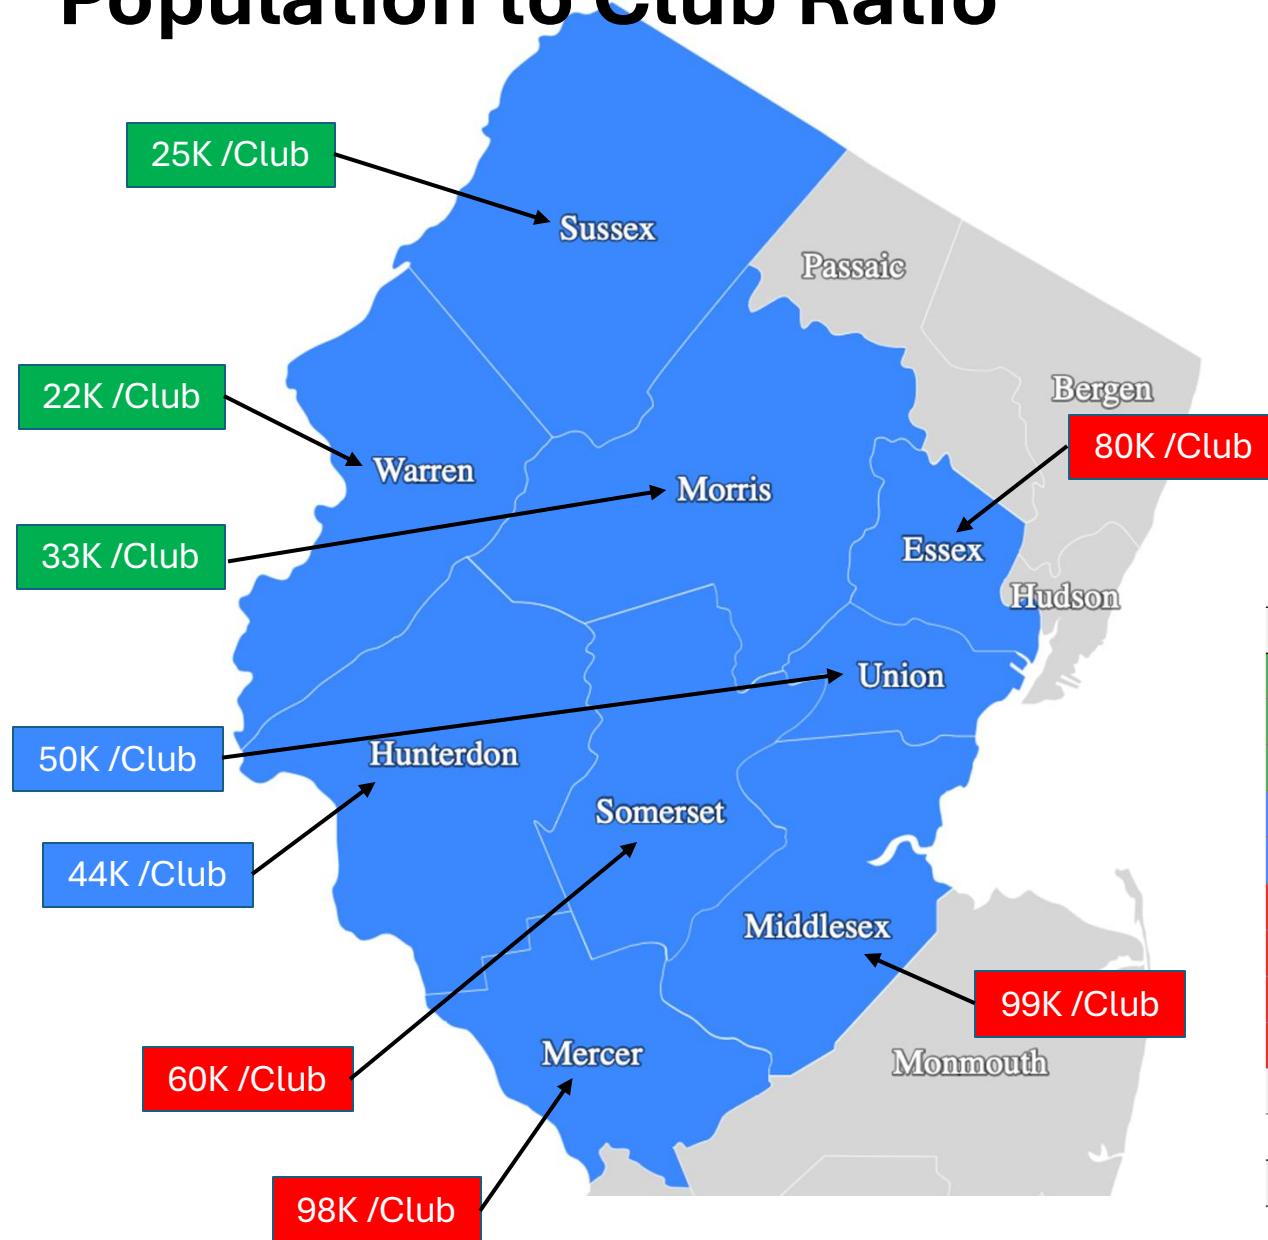 Population to Club Ratio
25K /Club
Sussex
Passaic
22K /Club
Bergen
80K /Club
Warren
Morris
33K /Club
Essex
Hudson
Union
50K /Club
Hunterdon
Somerset
44K /Club
Middlesex
99K /Club
Mercer
Monmouth
60K /Club
98K /Club